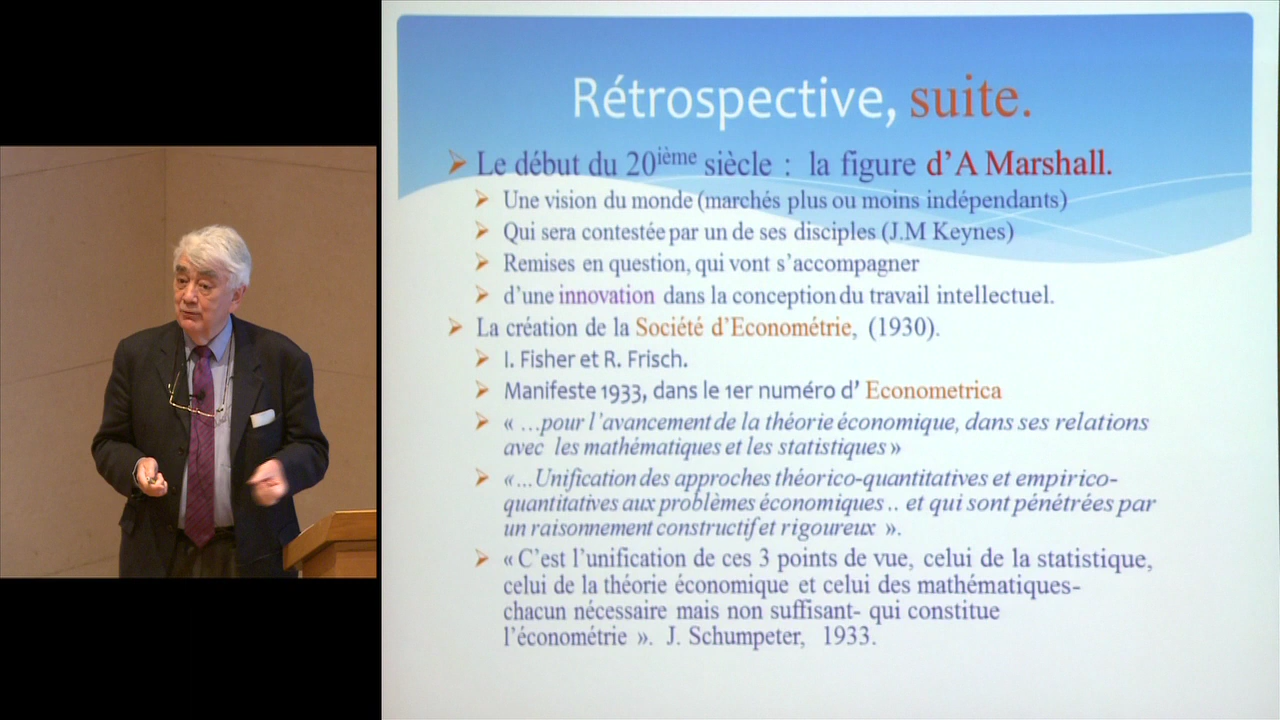 Rétrospective, suite.
Le début du 20ième siècle : la figure d'A Marshall.
Une vision du monde (marchés plus ou moins indépendants)
Qui sera contestée par un de ses disciples (J.M Keynes)
Remises en question, qui vont s'accompagner
d'une innovation dans la conception du travail intellectuel.
La création de la Société d'Econométrie, (1930).
I. Fisher et R. Frisch.
Manifeste 1933, dans le 1er numéro d' Econometrica
« ...pour l'avancement de la théorie économique, dans ses relations
avec les mathématiques et les statistiques »
«...Unification des approches théorico-quantitatives et empirico-
quantitatives aux problèmes économiques .. et qui sont pénétrées par
un raisonnement constructif et rigoureux ».
« C'est l'unification de ces 3 points de vue, celui de la statistique,
celui de la théorie économique et celui des mathématiques-
chacun nécessaire mais non suffisant- qui constitue
l'économétrie ». J. Schumpeter, 1933.